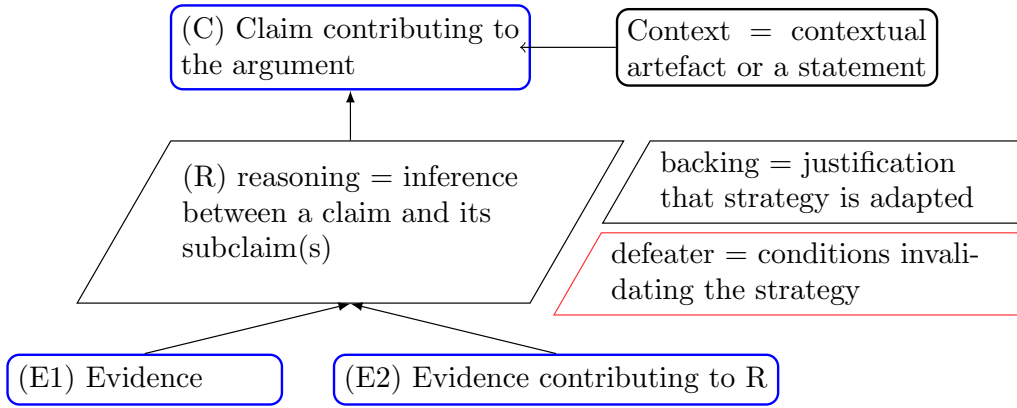 (C) Claim contributing to
the argument
Context = contextual
artefact or a statement
(R) reasoning = inference
between a claim and its
subclaim(s)
backing = justification
that strategy is adapted
defeater = conditions invali-
dating the strategy
(E1) Evidence
(E2) Evidence contributing to R